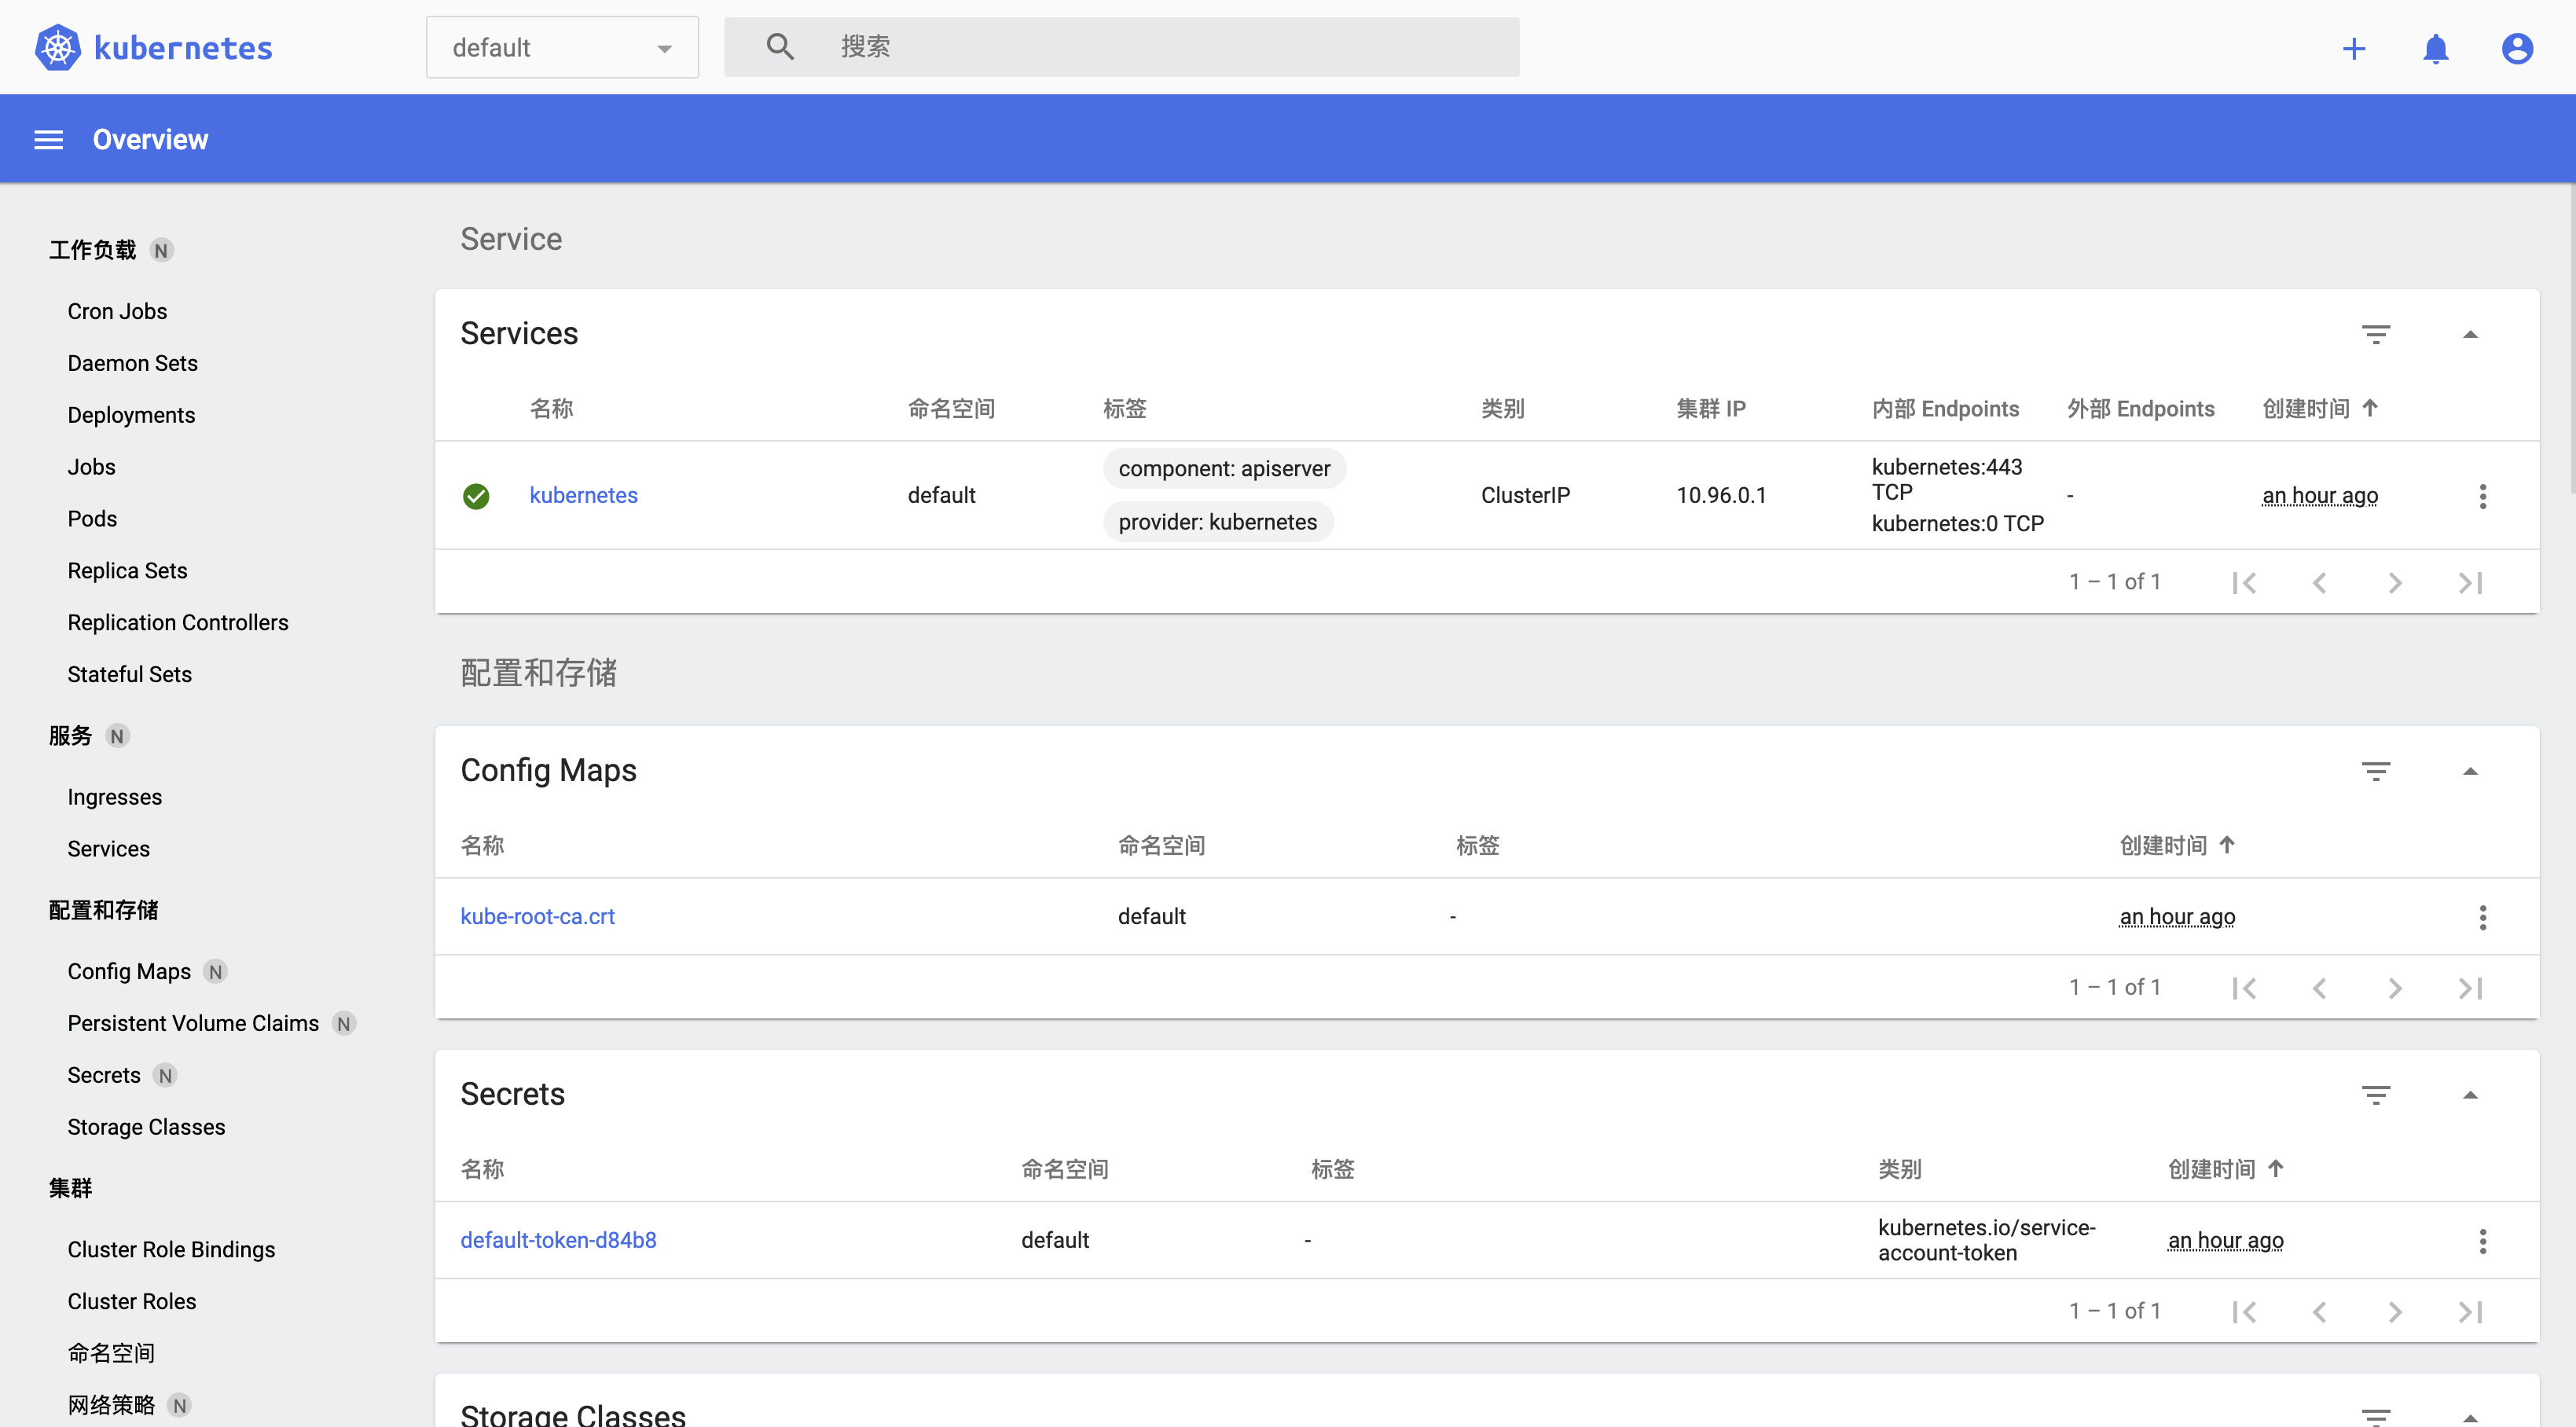 kubernetes
default
搜索
Overview
工作负载 N
Cron Jobs
Daemon Sets
Deployments
Jobs
Pods
Replica Sets
Replication Controllers
Stateful Sets
服务 N
Ingresses
Services
配置和存储
Config Maps N
Persistent Volume Claims N
Secrets N
Storage Classes
集群
Cluster Role Bindings
Cluster Roles
命名空间
网络策略 N
Service
Services
名称 命名空间 标签 类别 集群 IP 内部 Endpoints 外部 Endpoints 创建时间
component: apiserver
provider: kubernetes
kubernetes default ClusterIP 10.96.0.1
kubernetes:443
TCP
kubernetes:0 TCP
- an hour ago
1 – 1 of 1
配置和存储
Config Maps
名称 命名空间 标签 创建时间
kube-root-ca.crt default - an hour ago
1 – 1 of 1
Secrets
名称 命名空间 标签 类别 创建时间
default-token-d84b8 default -
kubernetes.io/service-
account-token
an hour ago
1 – 1 of 1
Storage Classes